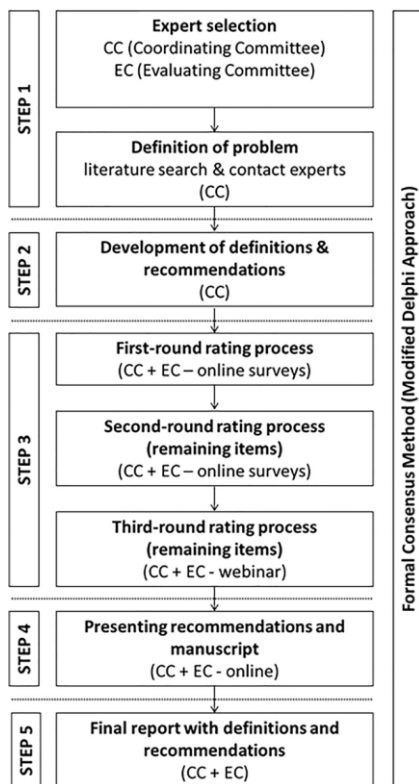 STEP 1
Expert selection
CC (Coordinating Committee)
EC (Evaluating Committee)
Definition of problem
literature search & contact experts
(CC)
STEP 2
Development of definitions &
recommendations
(CC)
STEP 3
First-round rating process
(CC + EC – online surveys)
Second-round rating process
(remaining items)
(CC + EC – online surveys)
Third-round rating process
(remaining items)
(CC + EC - webinar)
STEP 4
Presenting recommendations and
manuscript
(CC + EC - online)
STEP 5
Final report with definitions and
recommendations
(CC + EC)
Formal Consensus Method (Modified Delphi Approach)